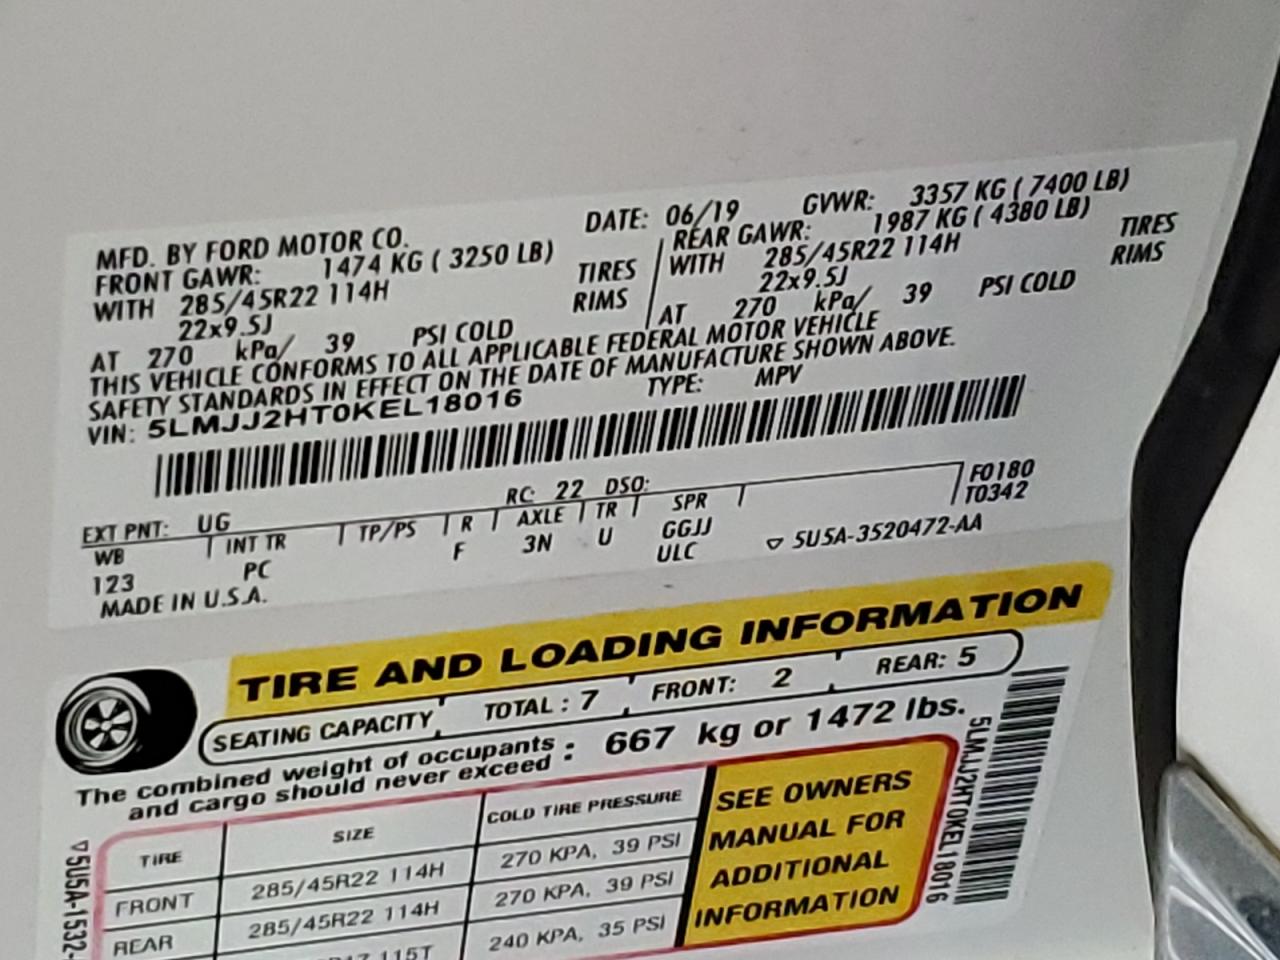 MFD. BY FORD MOTOR CO. DATE: 06/19 GVWR: 3357 KG ( 7400 LB)
FRONT GAWR: 1474 KG ( 3250 LB) REAR GAWR: 1987 KG ( 4380 LB)
WITH 285/45R22 114H TIRES WITH 285/45R22 114H TIRES
22x9.5J RIMS 22x9.5J RIMS
AT 270 kPa/ 39 PSI COLD AT 270 kPa/ 39 PSI COLD
THIS VEHICLE CONFORMS TO ALL APPLICABLE FEDERAL MOTOR VEHICLE
SAFETY STANDARDS IN EFFECT ON THE DATE OF MANUFACTURE SHOWN ABOVE.
VIN: 5LMJJ2HT0KEL18016 TYPE: MPV
EXT PNT: UG RC: 22 DSO: F0180
WB INT TR TP/PS R AXLE TR SPR T0342
123 PC F 3N U GGJJ
ULC ▽ 5U5A-3520472-AA
MADE IN U.S.A.
TIRE AND LOADING INFORMATION
SEATING CAPACITY TOTAL : 7 FRONT: 2 REAR: 5
The combined weight of occupants
and cargo should never exceed : 667 kg or 1472 lbs.
TIRE SIZE COLD TIRE PRESSURE
FRONT 285/45R22 114H 270 KPA, 39 PSI
REAR 285/45R22 114H 270 KPA, 39 PSI
115T 240 KPA, 35 PSI
SEE OWNERS
MANUAL FOR
ADDITIONAL
INFORMATION
5LMJJ2HT0KEL18016
▽5U5A-1532-